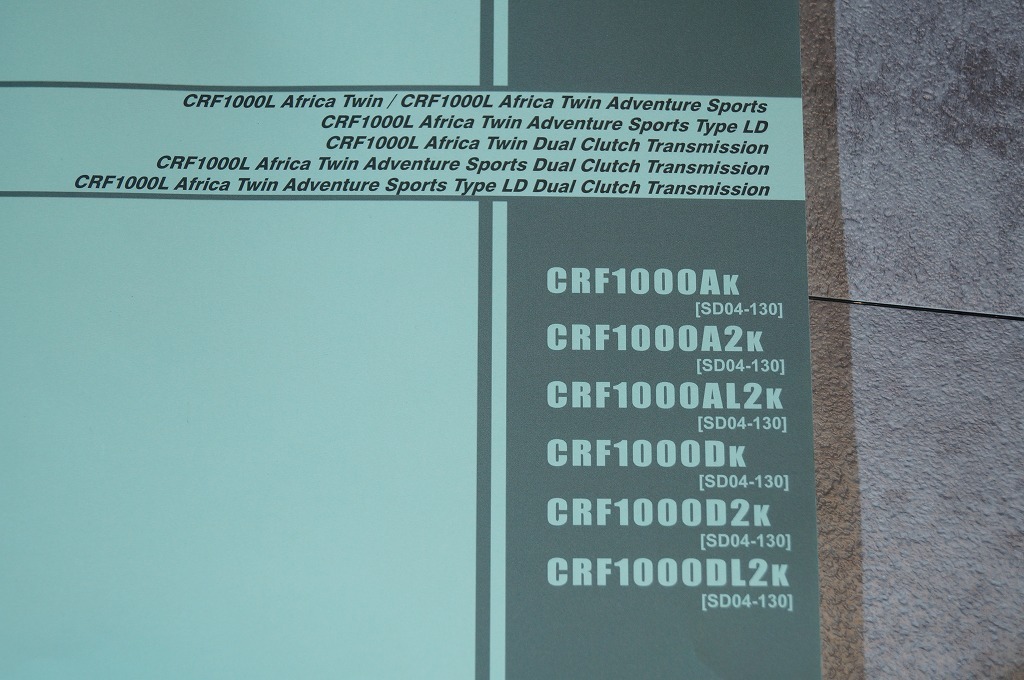 CRF1000L Africa Twin / CRF1000L Africa Twin Adventure Sports
CRF1000L Africa Twin Adventure Sports Type LD
CRF1000L Africa Twin Dual Clutch Transmission
CRF1000L Africa Twin Adventure Sports Dual Clutch Transmission
CRF1000L Africa Twin Adventure Sports Type LD Dual Clutch Transmission
CRF1000AK
[SD04-130]
CRF1000A2K
[SD04-130]
CRF1000AL2K
[SD04-130]
CRF1000DK
[SD04-130]
CRF1000D2K
[SD04-130]
CRF1000DL2K
[SD04-130]